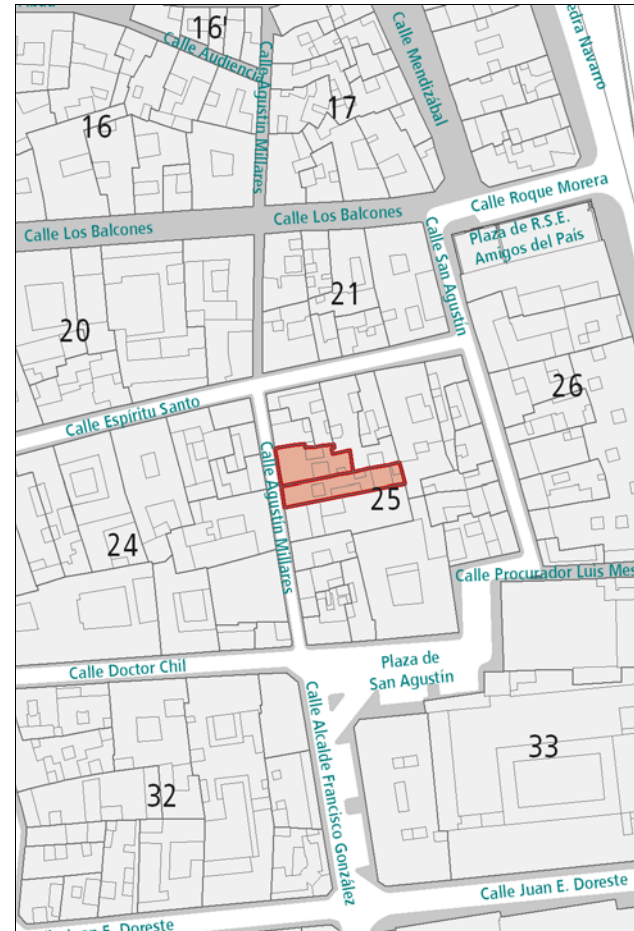 16'
Calle Audiencia
Calle Agustín Millares
Calle Mendizábal
edra Navarro
16
17
Calle Roque Morera
Calle Los Balcones
Calle Los Balcones
Calle San Agustín
Plaza de R.S.E.
Amigos del País
21
20
26
Calle Espíritu Santo
Calle Agustín Millares
25
24
Calle Procurador Luis Mes
Plaza de
San Agustín
Calle Doctor Chil
Calle Alcalde Francisco González
33
32
Calle Juan E. Doreste
an E. Doreste